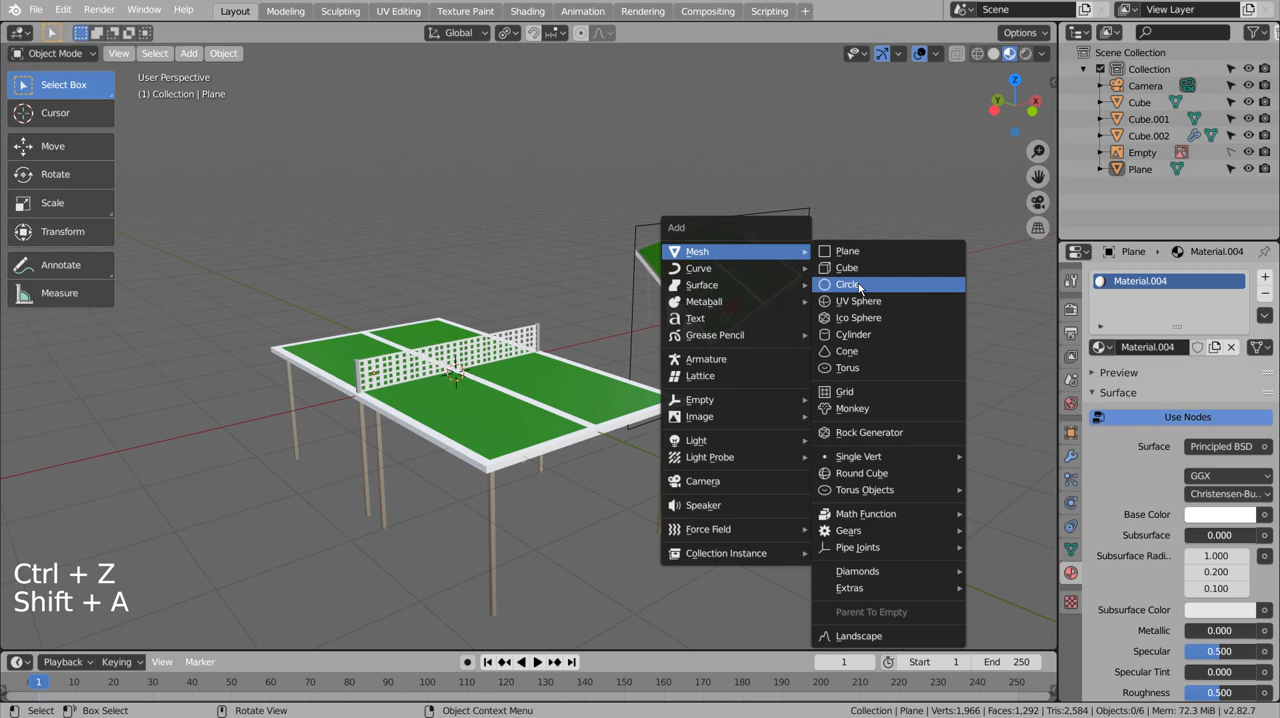 File Edit Render Window Help Layout Modeling Sculpting UV Editing Texture Paint Shading Animation Rendering Compositing Scripting + Scene View Layer
Global Options
Object Mode View Select Add Object
User Perspective
(1) Collection | Plane
Select Box
Cursor
Move
Rotate
Scale
Transform
Annotate
Measure
Z
Y
X
Add
Mesh
Curve
Surface
Metaball
Text
Grease Pencil
Armature
Lattice
Empty
Image
Light
Light Probe
Camera
Speaker
Force Field
Collection Instance
Plane
Cube
Circle
UV Sphere
Ico Sphere
Cylinder
Cone
Torus
Grid
Monkey
Rock Generator
Single Vert
Round Cube
Torus Objects
Math Function
Gears
Pipe Joints
Diamonds
Extras
Parent To Empty
Landscape
Ctrl + Z
Shift + A
Scene Collection
Collection
Camera
Cube
Cube.001
Cube.002
Empty
Plane
Plane Material.004
Material.004
Material.004
Preview
Surface
Use Nodes
Surface Principled BSD
GGX
Christensen-Bu..
Base Color
Subsurface 0.000
Subsurface Radi.. 1.000
0.200
0.100
Subsurface Color
Metallic 0.000
Specular 0.500
Specular Tint 0.000
Roughness 0.500
Playback Keying View Marker 1 Start 1 End 250
1 10 20 30 40 50 60 70 80 90 100 110 120 130 140 150 160 170 180 190 200 210 220 230 240 250
Select Box Select Rotate View Object Context Menu Collection | Plane | Verts:1,966 | Faces:1,292 | Tris:2,584 | Objects:0/6 | Mem: 72.3 MiB | v2.82.7